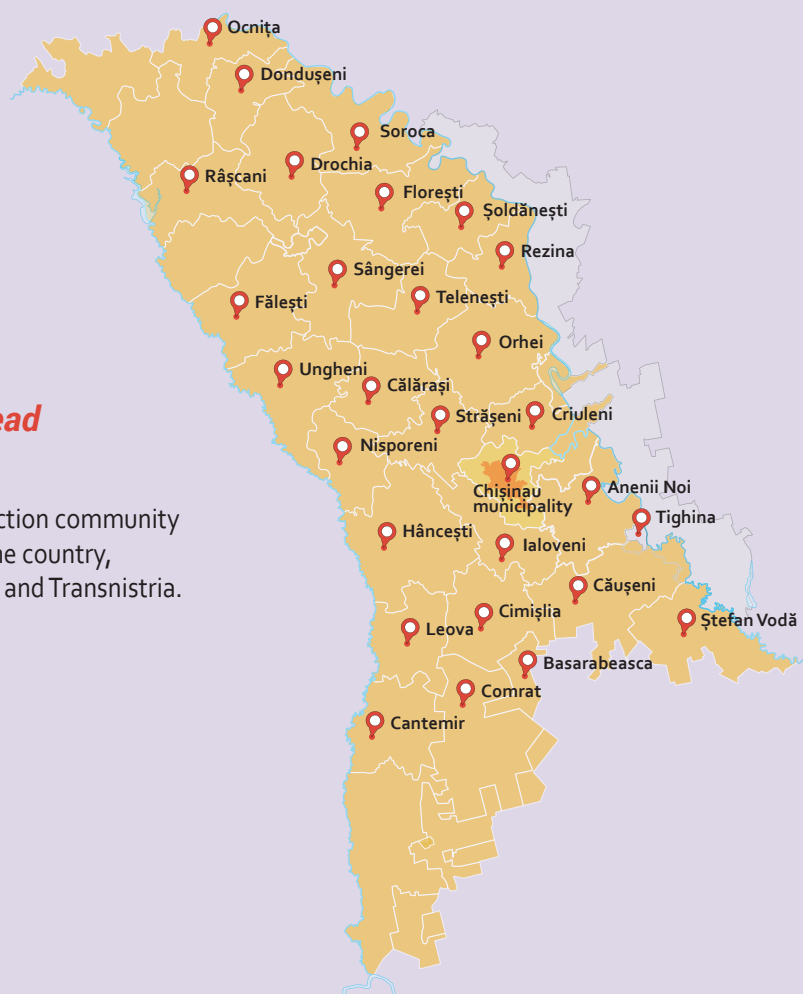 Ocnița
Dondușeni
Soroca
Drochia
Râșcani
Florești
Șoldănești
Rezina
Sângerei
Telenești
Fălești
Orhei
Ungheni
Călărași
Strășeni
Criuleni
ead
Nisporeni
Chișinau
municipality
Anenii Noi
Tighina
ction community
ne country,
and Transnistria.
Hâncești
Ialoveni
Căușeni
Cimișlia
Ștefan Vodă
Leova
Basarabeasca
Comrat
Cantemir